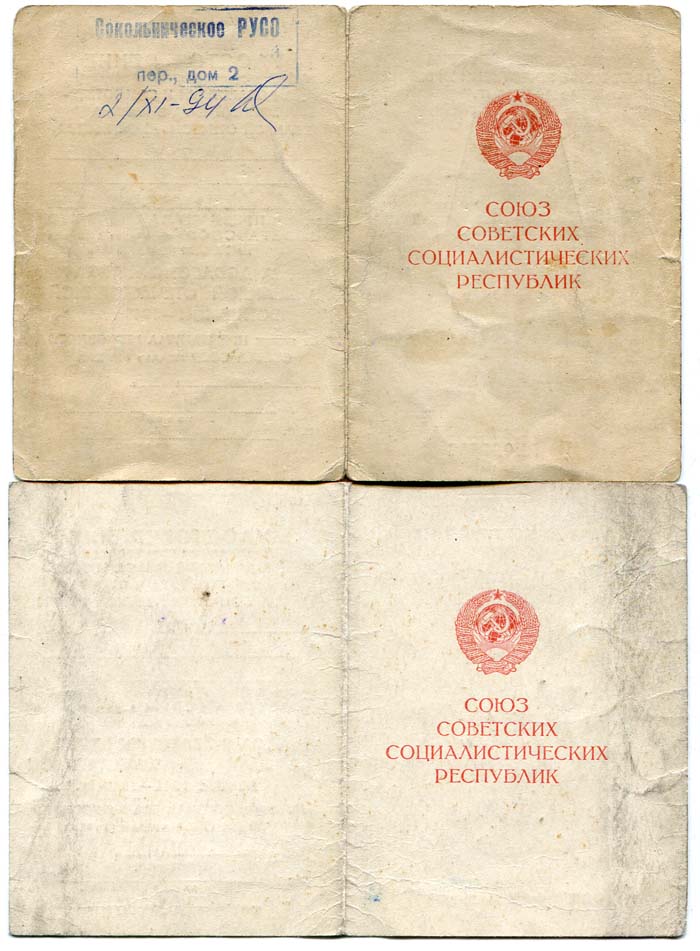 Сокольническое РУСО
пер., дом 2
2/XI-94
СОЮЗ
СОВЕТСКИХ
СОЦИАЛИСТИЧЕСКИХ
РЕСПУБЛИК
СОЮЗ
СОВЕТСКИХ
СОЦИАЛИСТИЧЕСКИХ
РЕСПУБЛИК